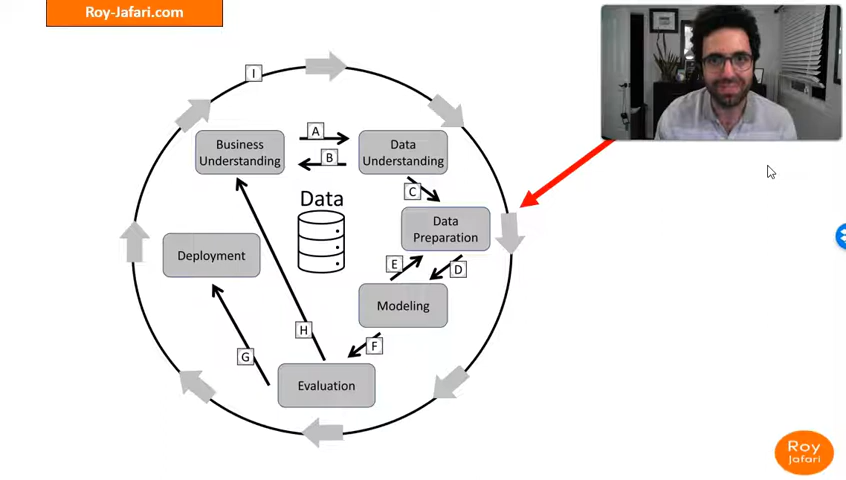 Roy-Jafari.com
I
A
B
Business
Understanding
Data
Understanding
C
Data
Data
Preparation
Deployment
E
D
Modeling
H
F
G
Evaluation
Roy
Jafari